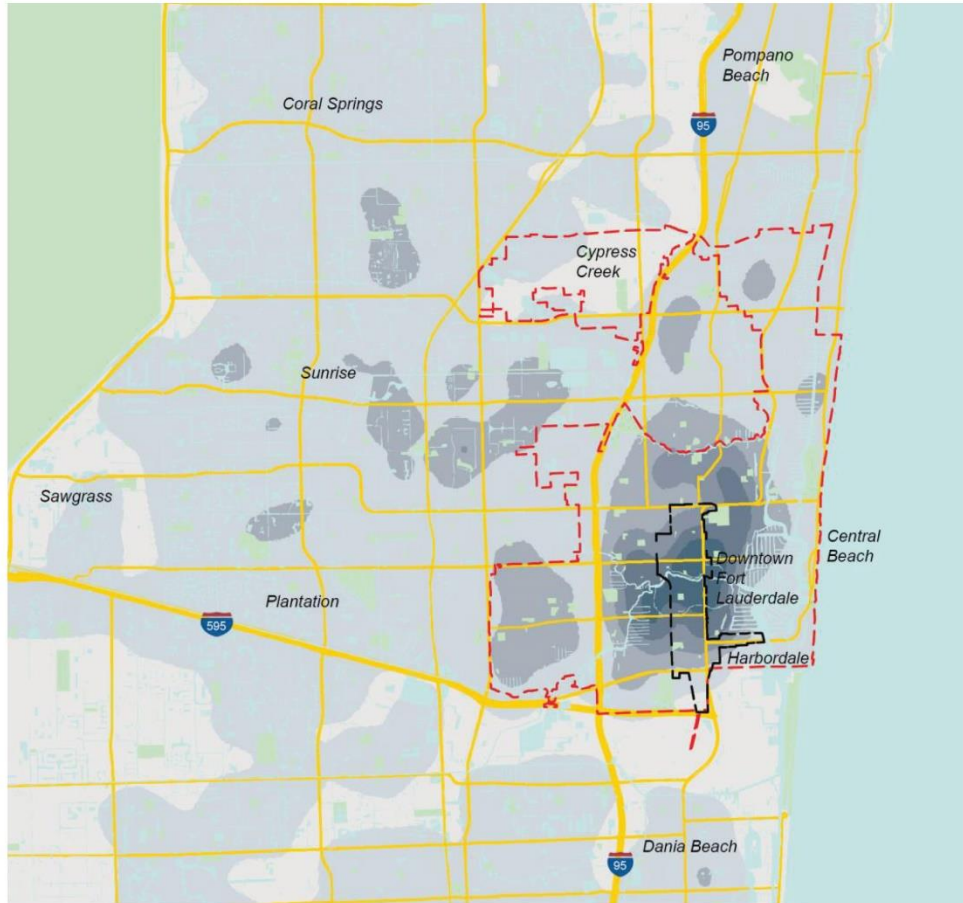 Pompano
Beach
Coral Springs
95
Cypress
Creek
Sunrise
Sawgrass
Central
Beach
Downtown
Fort
Lauderdale
Plantation
595
Harbordale
Dania Beach
95